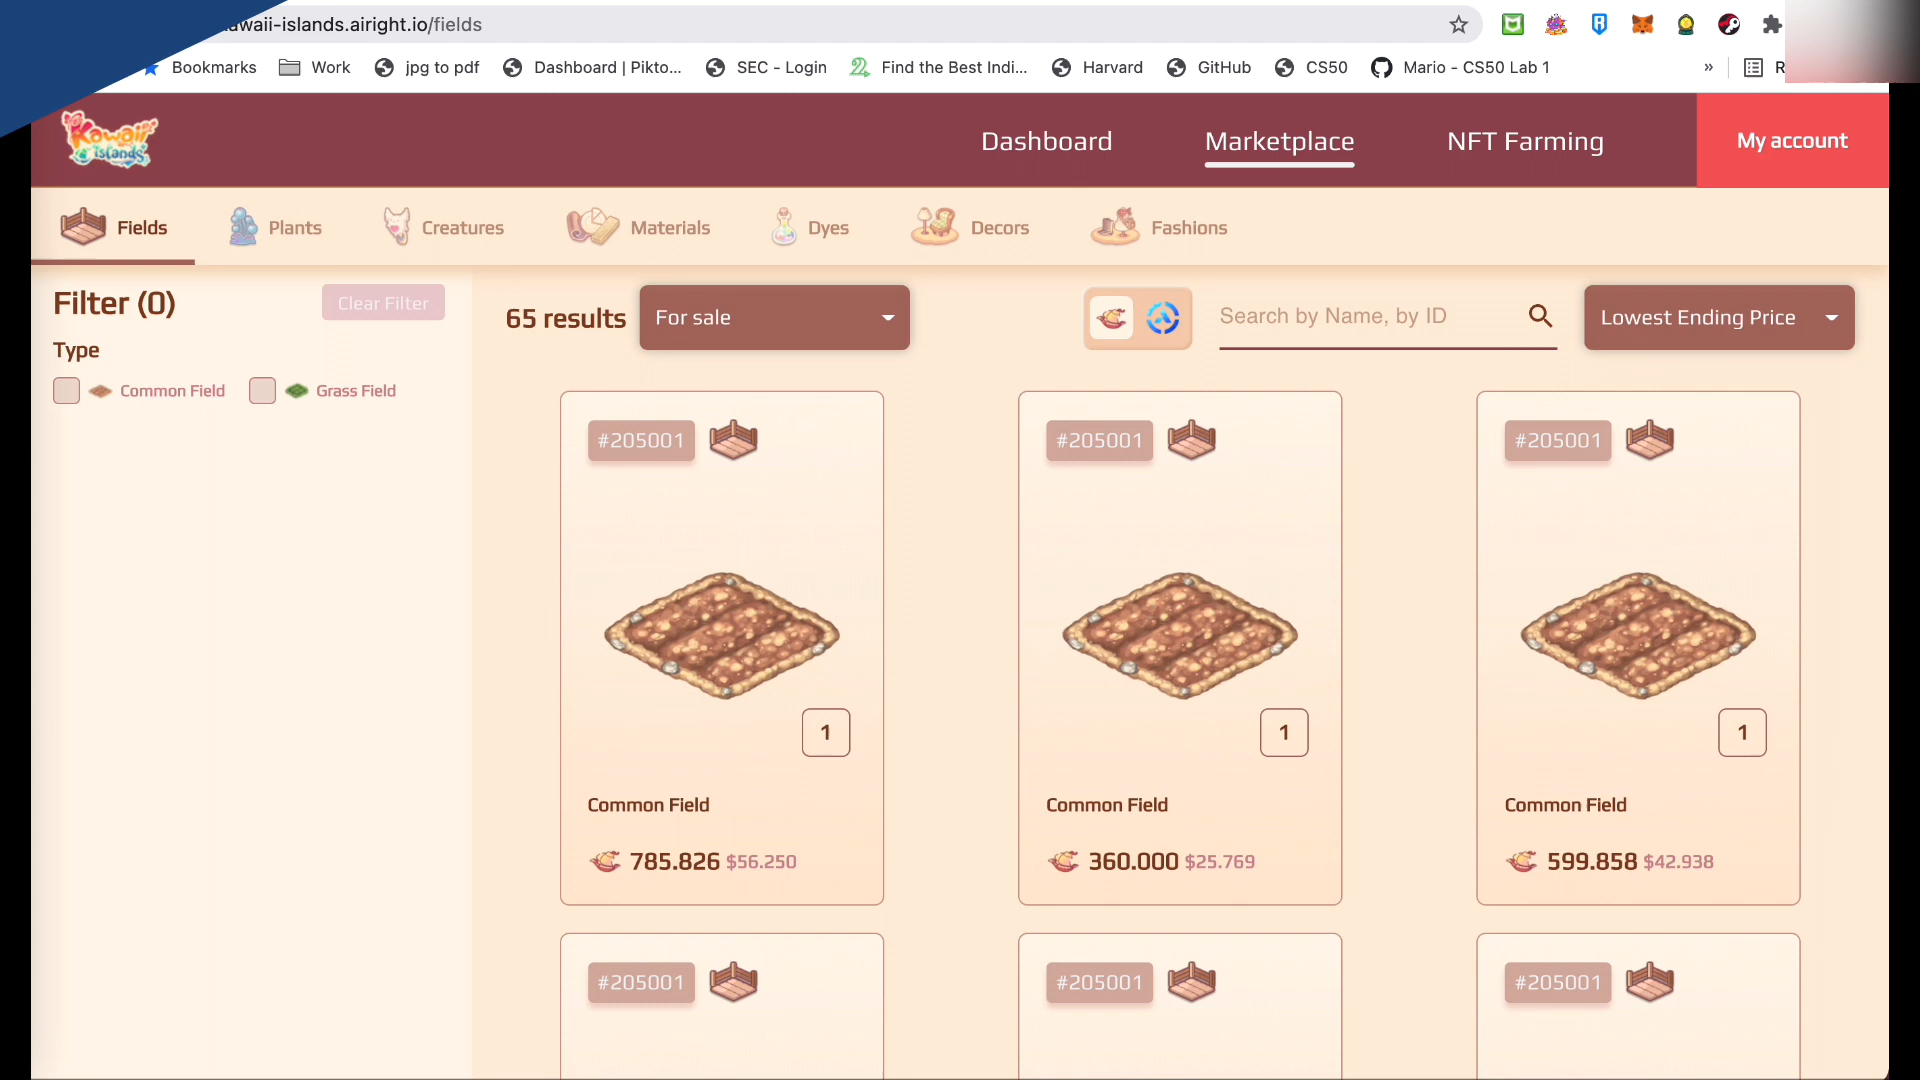 awaii-islands.airight.io/fields
Bookmarks Work jpg to pdf Dashboard | Pikto... SEC - Login Find the Best Indi... Harvard GitHub CS50 Mario - CS50 Lab 1 » R
Kawaii islands
Dashboard Marketplace NFT Farming My account
Fields Plants Creatures Materials Dyes Decors Fashions
Filter (0) Clear Filter
65 results For sale Search by Name, by ID Lowest Ending Price
Type
Common Field Grass Field
#205001 #205001 #205001
1 1 1
Common Field Common Field Common Field
785.826 $56.250 360.000 $25.769 599.858 $42.938
#205001 #205001 #205001